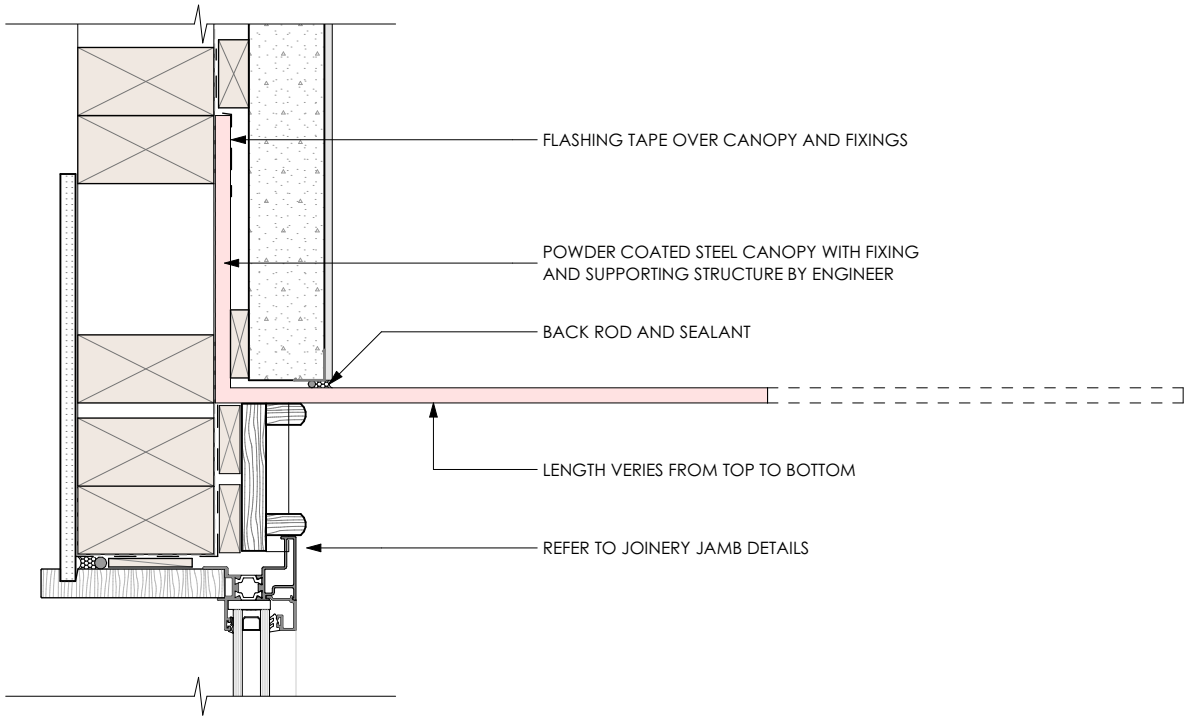 FLASHING TAPE OVER CANOPY AND FIXINGS
POWDER COATED STEEL CANOPY WITH FIXING
AND SUPPORTING STRUCTURE BY ENGINEER
BACK ROD AND SEALANT
LENGTH VERIES FROM TOP TO BOTTOM
REFER TO JOINERY JAMB DETAILS